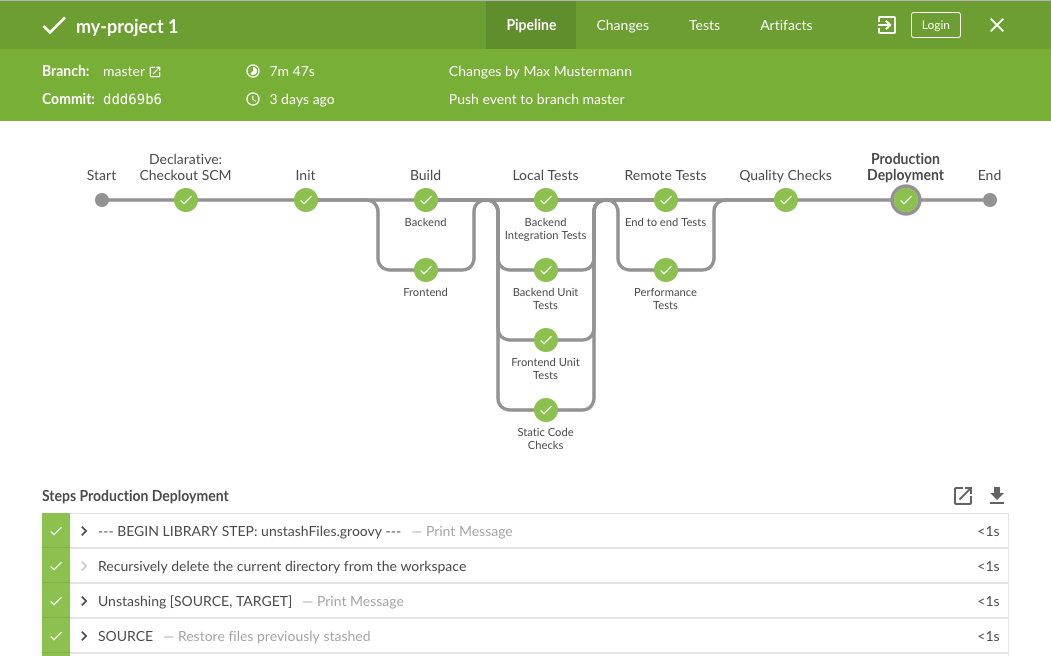 my-project 1
Pipeline
Changes
Tests
Artifacts
Login
Branch: master
7m 47s
Changes by Max Mustermann
Commit: ddd69b6
3 days ago
Push event to branch master
Start
Declarative:
Checkout SCM
Init
Build
Local Tests
Remote Tests
Quality Checks
Production
Deployment
End
Backend
Backend
Integration Tests
End to end Tests
Frontend
Backend Unit
Tests
Performance
Tests
Frontend Unit
Tests
Static Code
Checks
Steps Production Deployment
--- BEGIN LIBRARY STEP: unstashFiles.groovy --- — Print Message <1s
Recursively delete the current directory from the workspace <1s
Unstashing [SOURCE, TARGET] — Print Message <1s
SOURCE — Restore files previously stashed <1s